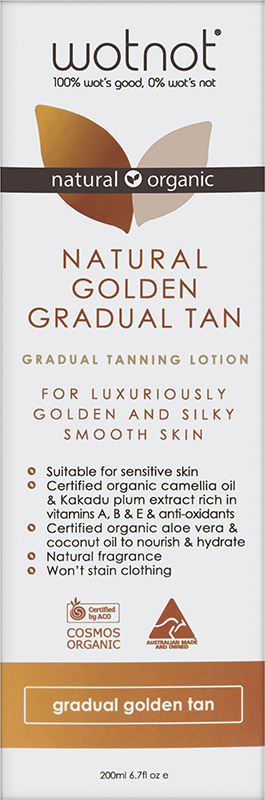 wotnot®
100% wot's good, 0% wot's not
natural organic
NATURAL
GOLDEN
GRADUAL TAN
GRADUAL TANNING LOTION
FOR LUXURIOUSLY
GOLDEN AND SILKY
SMOOTH SKIN
Suitable for sensitive skin
Certified organic camellia oil
& Kakadu plum extract rich in
vitamins A, B & E & anti-oxidants
Certified organic aloe vera &
coconut oil to nourish & hydrate
Natural fragrance
Won't stain clothing
Certified
by ACO
COSMOS
ORGANIC
AUSTRALIAN MADE
AND OWNED
gradual golden tan
200ml 6.7fl oz e